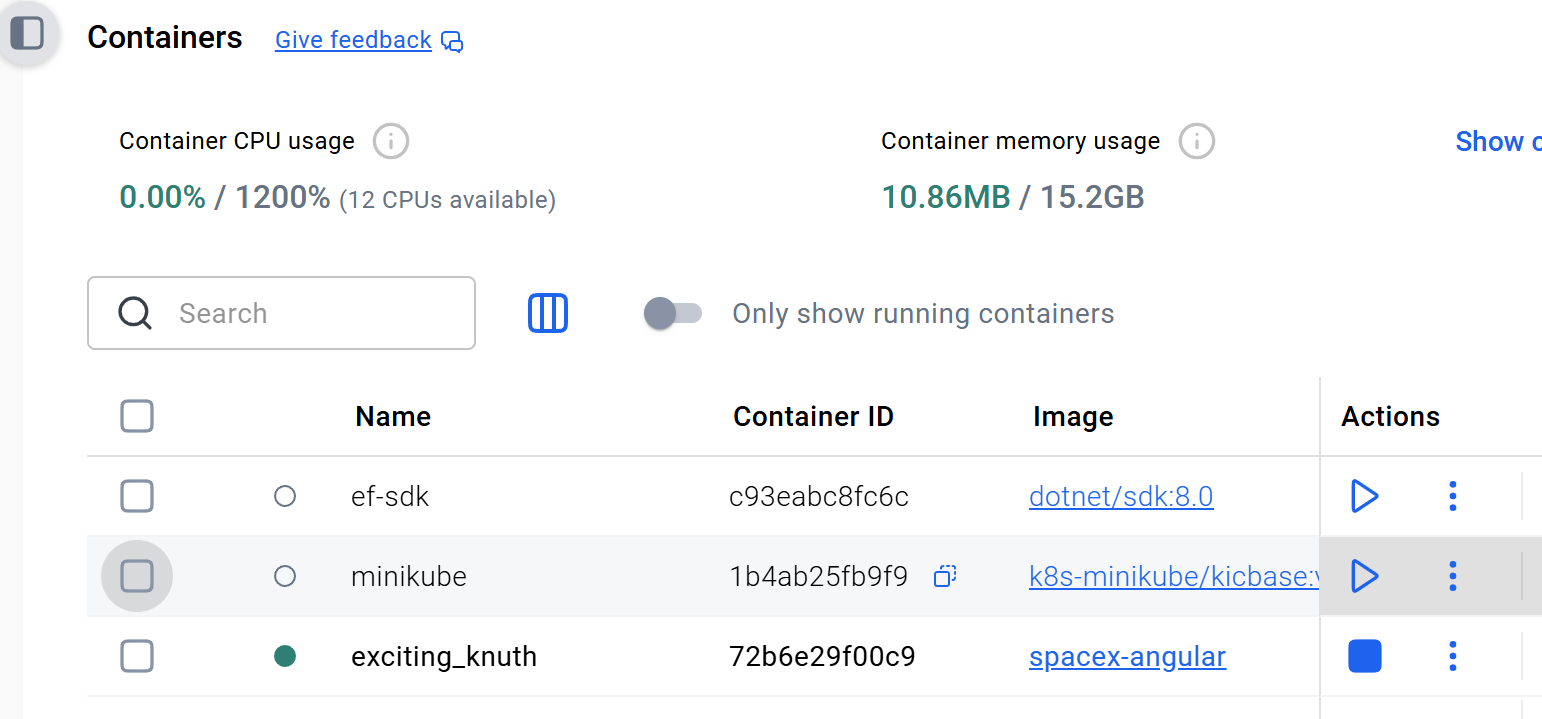 Containers Give feedback
Container CPU usage Container memory usage Show
0.00% / 1200% (12 CPUs available) 10.86MB / 15.2GB
Search Only show running containers
Name Container ID Image Actions
ef-sdk c93eabc8fc6c dotnet/sdk:8.0
minikube 1b4ab25fb9f9 k8s-minikube/kicbase:
exciting_knuth 72b6e29f00c9 spacex-angular